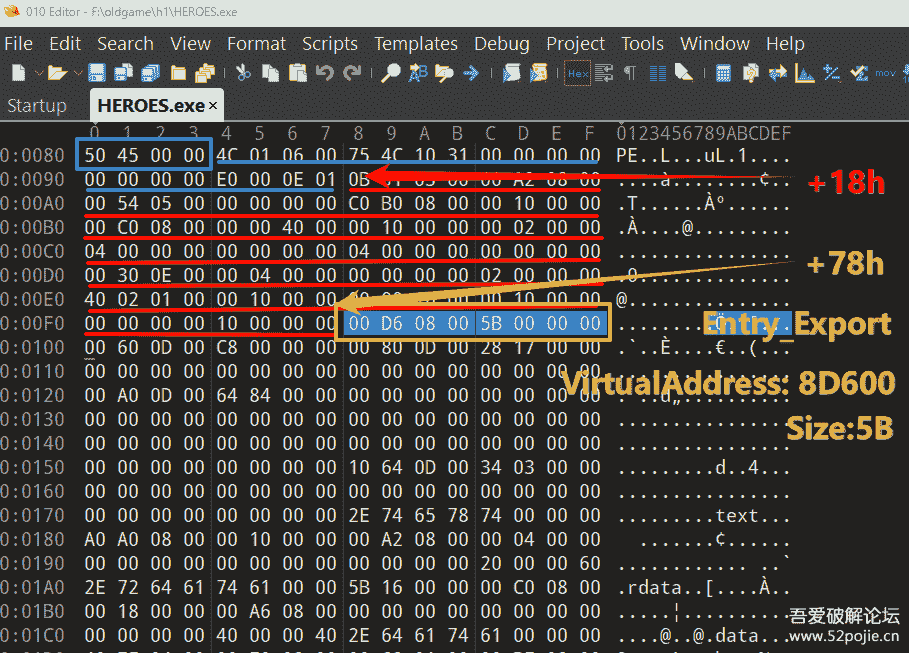 010 Editor - F:\oldgame\h1\HEROES.exe
File Edit Search View Format Scripts Templates Debug Project Tools Window Help
Hex mov
Startup HEROES.exe ×
0 1 2 3 4 5 6 7 8 9 A B C D E F 0123456789ABCDEF
0:0080 50 45 00 00 4C 01 06 00 75 4C 10 31 00 00 00 00 PE..L...uL.1....
0:0090 00 00 00 00 E0 00 0E 01 0B 00 A2 08 00 ....à........¢..
+18h
0:00A0 00 54 05 00 00 00 00 00 C0 B0 08 00 00 10 00 00 .T......À°......
0:00B0 00 C0 08 00 00 00 40 00 00 10 00 00 00 02 00 00 .À....@.........
0:00C0 04 00 00 00 00 00 00 00 04 00 00 00 00 00 00 00 ................
+78h
0:00D0 00 30 0E 00 00 04 00 00 00 00 00 00 02 00 00 00 .0..............
0:00E0 40 02 01 00 00 10 00 00 00 10 00 00 @...............
0:00F0 00 00 00 00 10 00 00 00 00 D6 08 00 5B 00 00 00
Entry_Export
0:0100 00 60 0D 00 C8 00 00 00 00 80 0D 00 28 17 00 00 .`..È....€..(...
0:0110 00 00 00 00 00 00 00 00 00 00 00 00 00 00 00 00
0:0120 00 A0 0D 00 64 84 00 00 00 00 00 00 00 00 00 00
VirtualAddress: 8D600
0:0130 00 00 00 00 00 00 00 00 00 00 00 00 00 00 00 00
Size:5B
0:0140 00 00 00 00 00 00 00 00 00 00 00 00 00 00 00 00 ................
0:0150 00 00 00 00 00 00 00 00 10 64 0D 00 34 03 00 00 .........d..4...
0:0160 00 00 00 00 00 00 00 00 00 00 00 00 00 00 00 00 ................
0:0170 00 00 00 00 00 00 00 00 2E 74 65 78 74 00 00 00 .........text...
0:0180 A0 A0 08 00 00 10 00 00 00 A2 08 00 00 04 00 00 .......¢......
0:0190 00 00 00 00 00 00 00 00 00 00 00 00 20 00 00 60 ............ ..`
0:01A0 2E 72 64 61 74 61 00 00 5B 16 00 00 00 C0 08 00 .rdata..[....À..
0:01B0 00 18 00 00 00 A6 08 00 00 00 00 00 00 00 00 00 .....¦..........
0:01C0 00 00 00 00 40 00 00 40 2E 64 61 74 61 00 00 00 ....@..@.data...
吾爱破解论坛
www.52pojie.cn